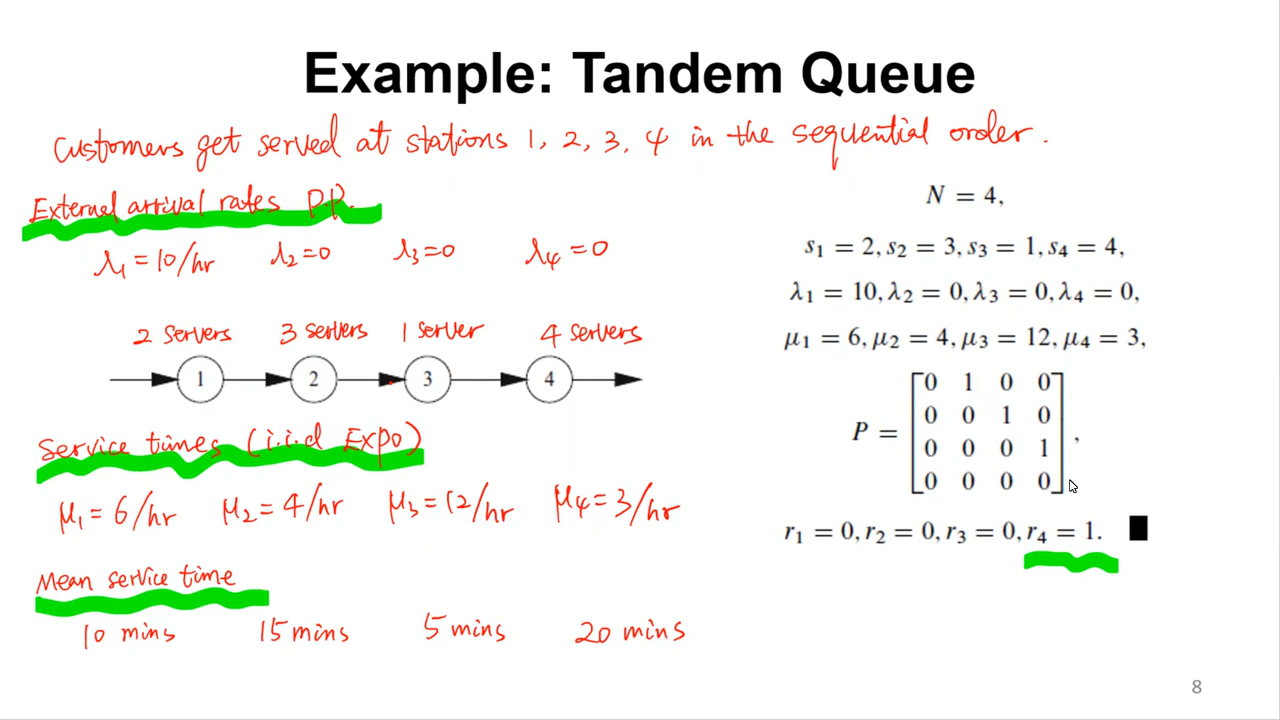 Example: Tandem Queue
Customers get served at stations 1, 2, 3, 4 in the sequential order.
External arrival rates PP.
λ₁ = 10/hr λ₂=0 λ₃=0 λ₄=0
2 servers 3 servers 1 server 4 servers
1 2 3 4
Service times (i.i.d Expo)
μ₁ = 6/hr μ₂ = 4/hr μ₃ = 12/hr μ₄ = 3/hr
Mean service time
10 mins 15 mins 5 mins 20 mins
N = 4,
s₁ = 2, s₂ = 3, s₃ = 1, s₄ = 4,
λ₁ = 10, λ₂ = 0, λ₃ = 0, λ₄ = 0,
μ₁ = 6, μ₂ = 4, μ₃ = 12, μ₄ = 3,
0 1 0 0
0 0 1 0
P = ,
0 0 0 1
0 0 0 0
r₁ = 0, r₂ = 0, r₃ = 0, r₄ = 1. ■
8